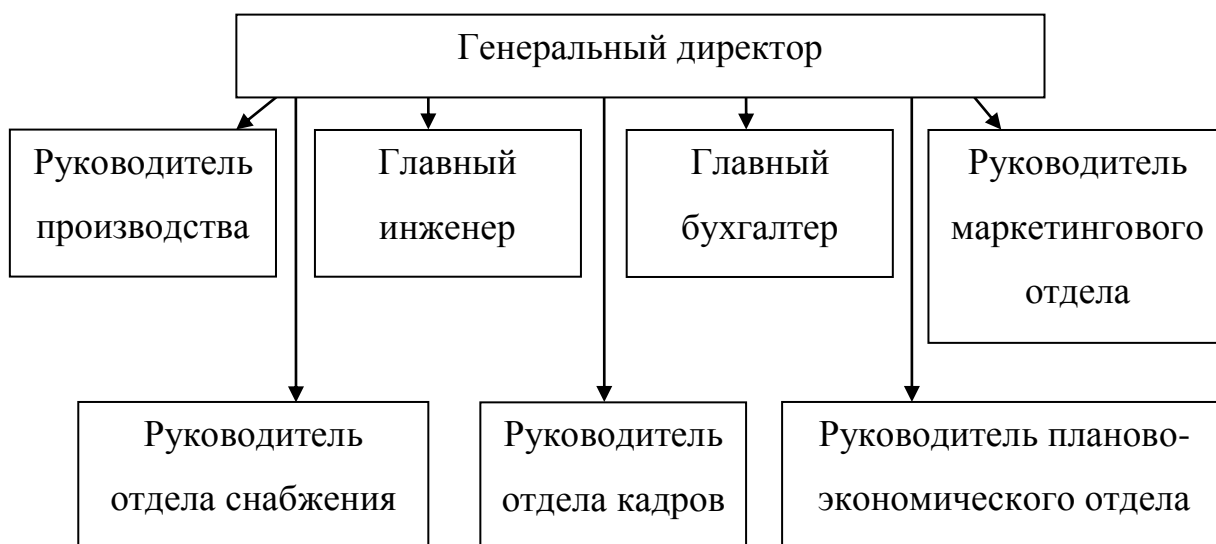 Генеральный директор
Руководитель
производства
Главный
инженер
Главный
бухгалтер
Руководитель
маркетингового
отдела
Руководитель
отдела снабжения
Руководитель
отдела кадров
Руководитель планово-
экономического отдела